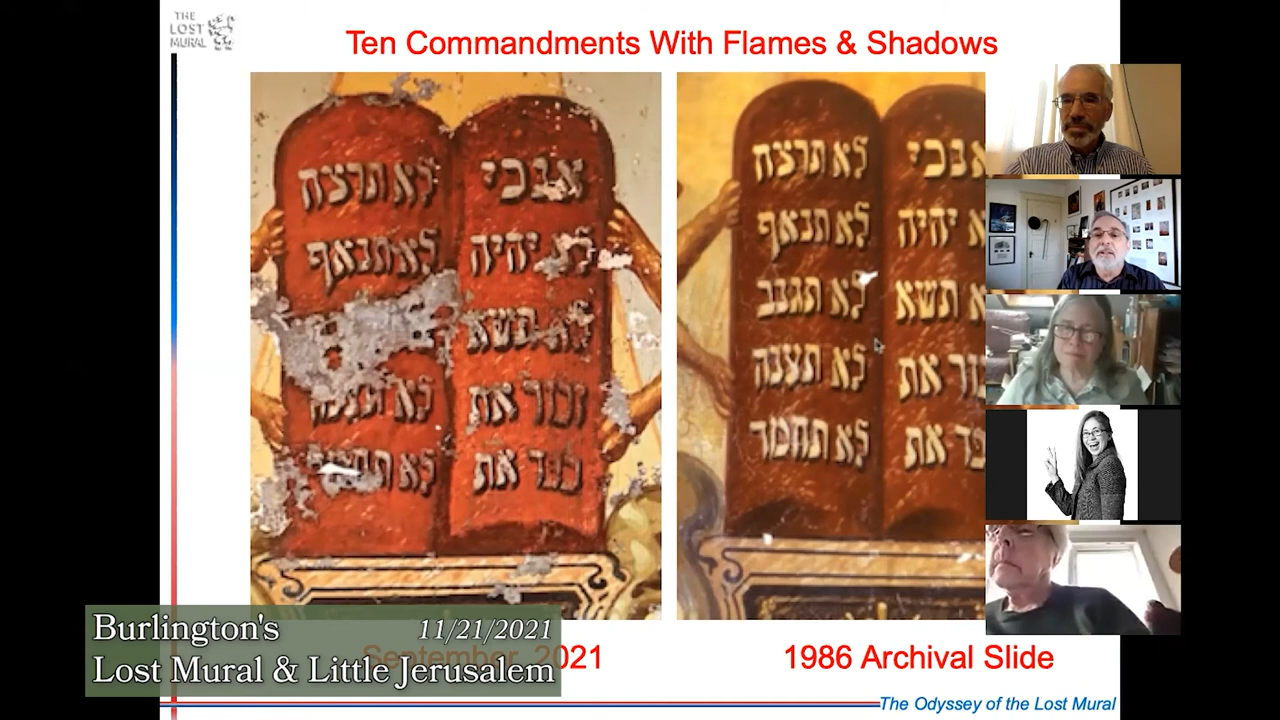 THE
LOST
MURAL
Ten Commandments With Flames & Shadows
אנכי
לא יהיה
לא תשא
זכור את
כבד את
לא תרצח
לא תנאף
לא
לא תענה
לא תחמד
אנכי
לא יהיה
לא תשא
את
את
לא תרצח
לא תנאף
לא תגנב
לא תענה
לא תחמד
September, 2021
1986 Archival Slide
Burlington's 11/21/2021
Lost Mural & Little Jerusalem
The Odyssey of the Lost Mural